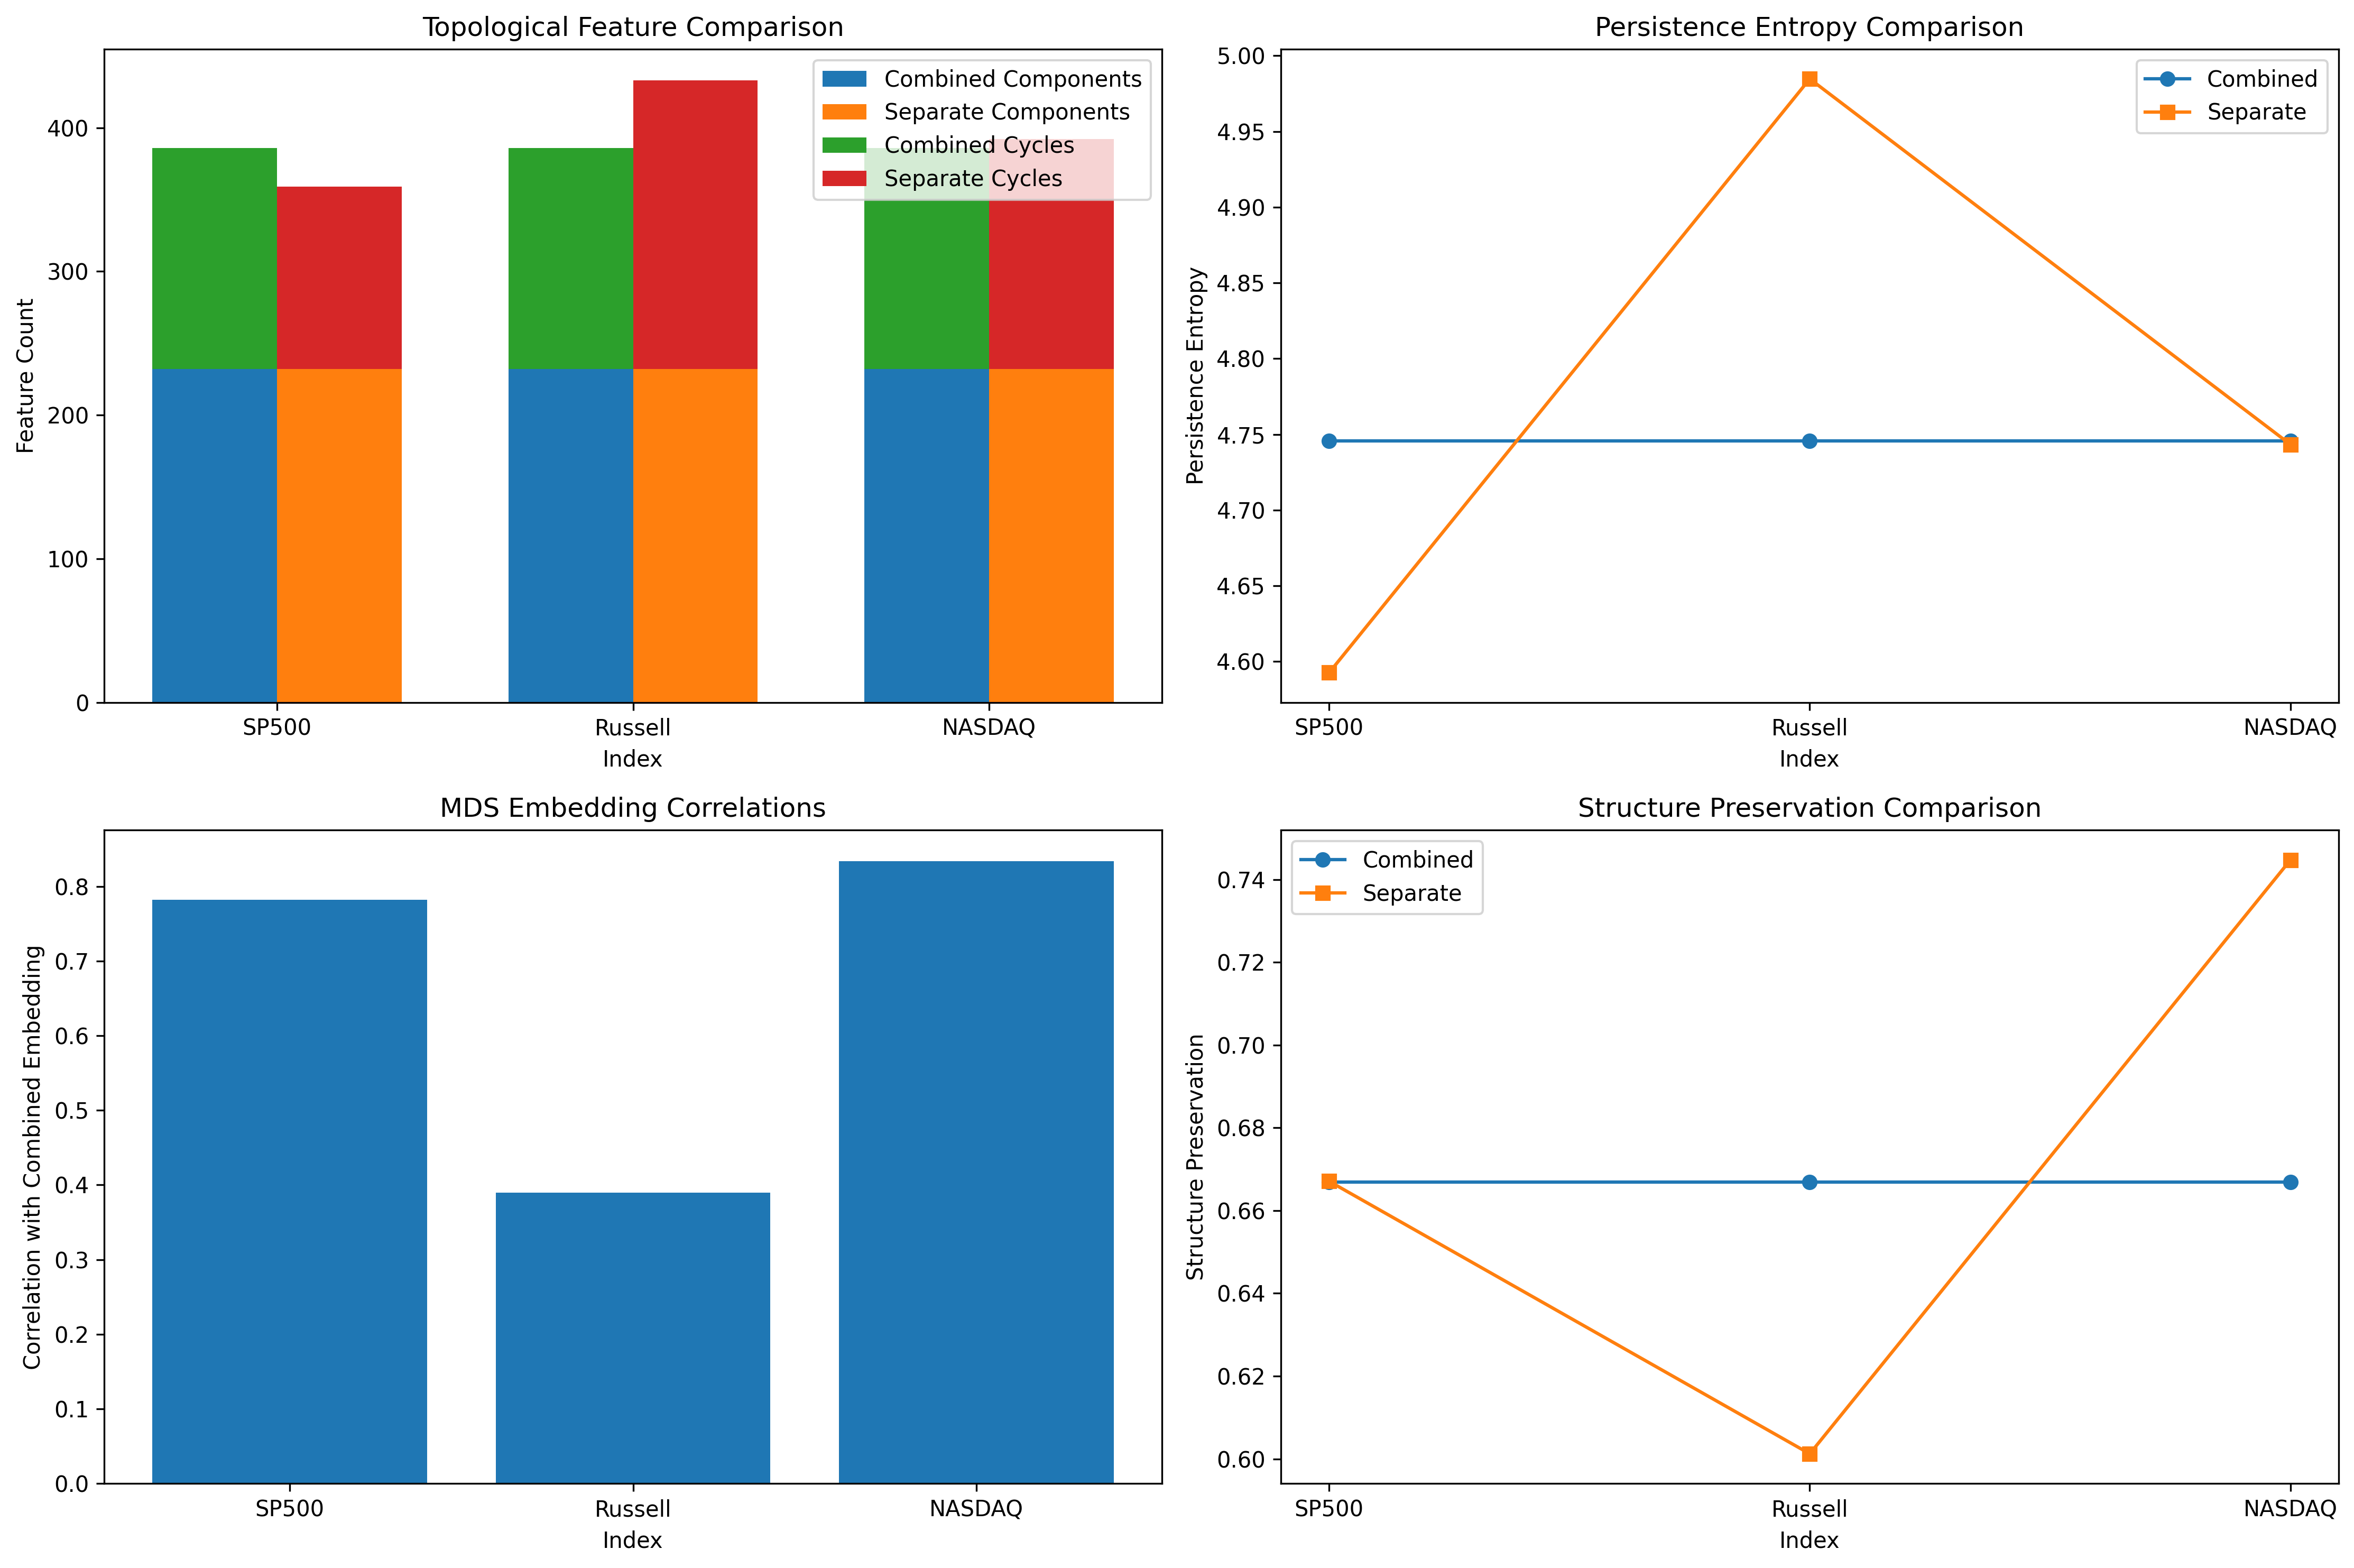 Topological Feature Comparison
Feature Count
400
300
200
100
0
Combined Components
Separate Components
Combined Cycles
Separate Cycles
SP500 Russell NASDAQ
Index
Persistence Entropy Comparison
Persistence Entropy
5.00
4.95
4.90
4.85
4.80
4.75
4.70
4.65
4.60
Combined
Separate
SP500 Russell NASDAQ
Index
MDS Embedding Correlations
Correlation with Combined Embedding
0.8
0.7
0.6
0.5
0.4
0.3
0.2
0.1
0.0
SP500 Russell NASDAQ
Index
Structure Preservation Comparison
Structure Preservation
Combined
Separate
0.74
0.72
0.70
0.68
0.66
0.64
0.62
0.60
SP500 Russell NASDAQ
Index